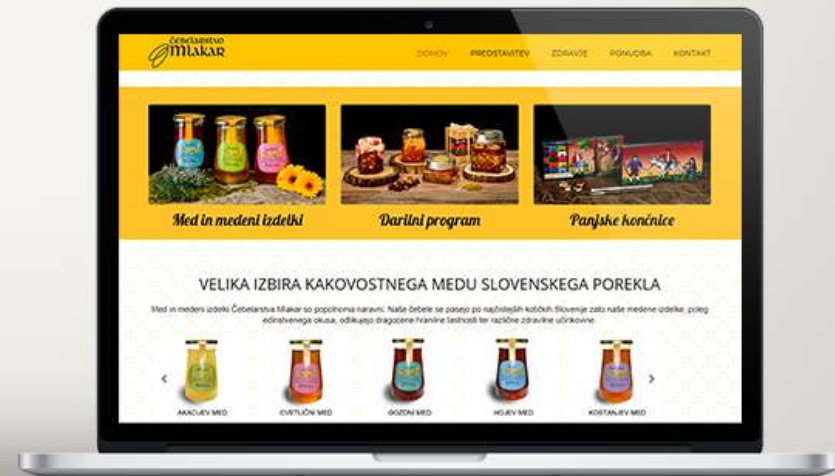 čebelarstvo
Mlakar
DOMOV PREDSTAVITEV ZDRAVJE PONUDBA KONTAKT
Med in medeni izdelki Darilni program Panjske končnice
VELIKA IZBIRA KAKOVOSTNEGA MEDU SLOVENSKEGA POREKLA
Med in medeni izdelki Čebelarstva Mlakar so popolnoma naravni. Naše čebele se pasejo po najčistejših kotičkih Slovenije zato naše medene izdelke, poleg
edinstvenega okusa, odlikujejo dragocene hranilne lastnosti ter različne zdravilne učinkovine.
AKACIJEV MED CVETLIČNI MED GOZDNI MED HOJEV MED KOSTANJEV MED